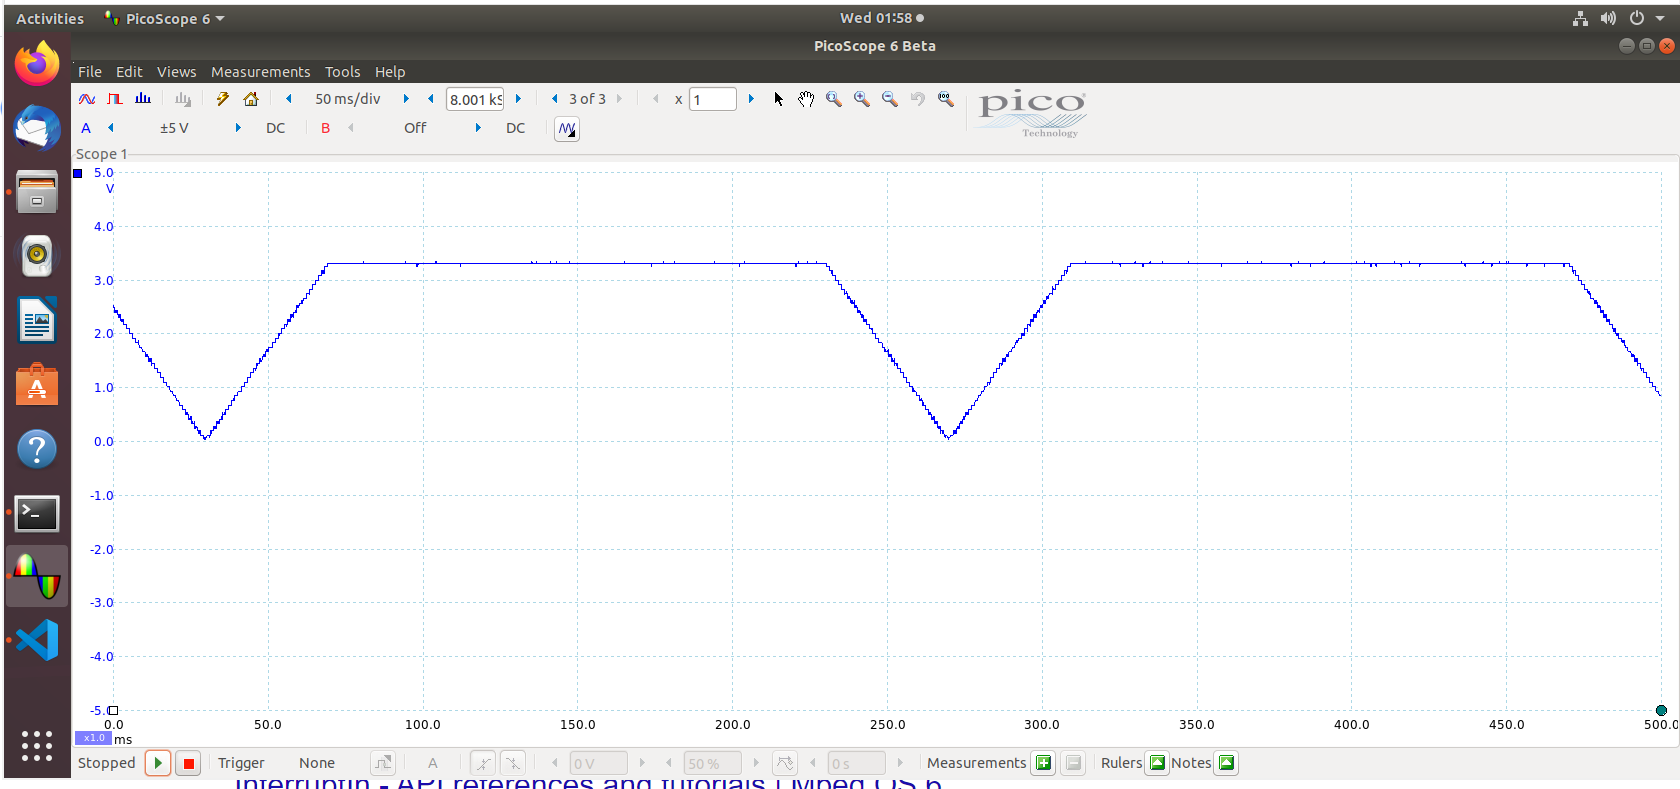 Activities PicoScope 6 Wed 01:58
PicoScope 6 Beta
File Edit Views Measurements Tools Help
50 ms/div 8.001 kS 3 of 3 x 1
pico
Technology
A ±5 V DC B Off DC
Scope 1
5.0
V
4.0
3.0
2.0
1.0
0.0
-1.0
-2.0
-3.0
-4.0
-5.0
0.0 50.0 100.0 150.0 200.0 250.0 300.0 350.0 400.0 450.0 500.0
x1.0 ms
Stopped Trigger None A 0 V 50 % 0 s Measurements Rulers Notes
InterruptIn - API references and tutorials | Mbed OS 6